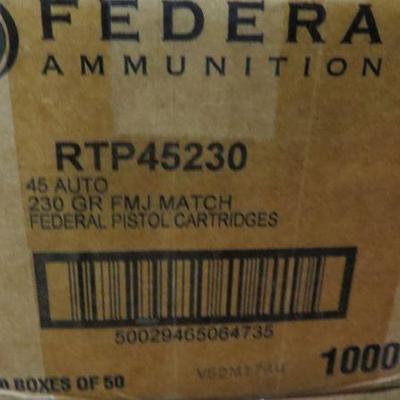 FEDERA
AMMUNITION
RTP45230
45 AUTO
230 GR FMJ MATCH
FEDERAL PISTOL CARTRIDGES
50029465064735
1000
BOXES OF 50